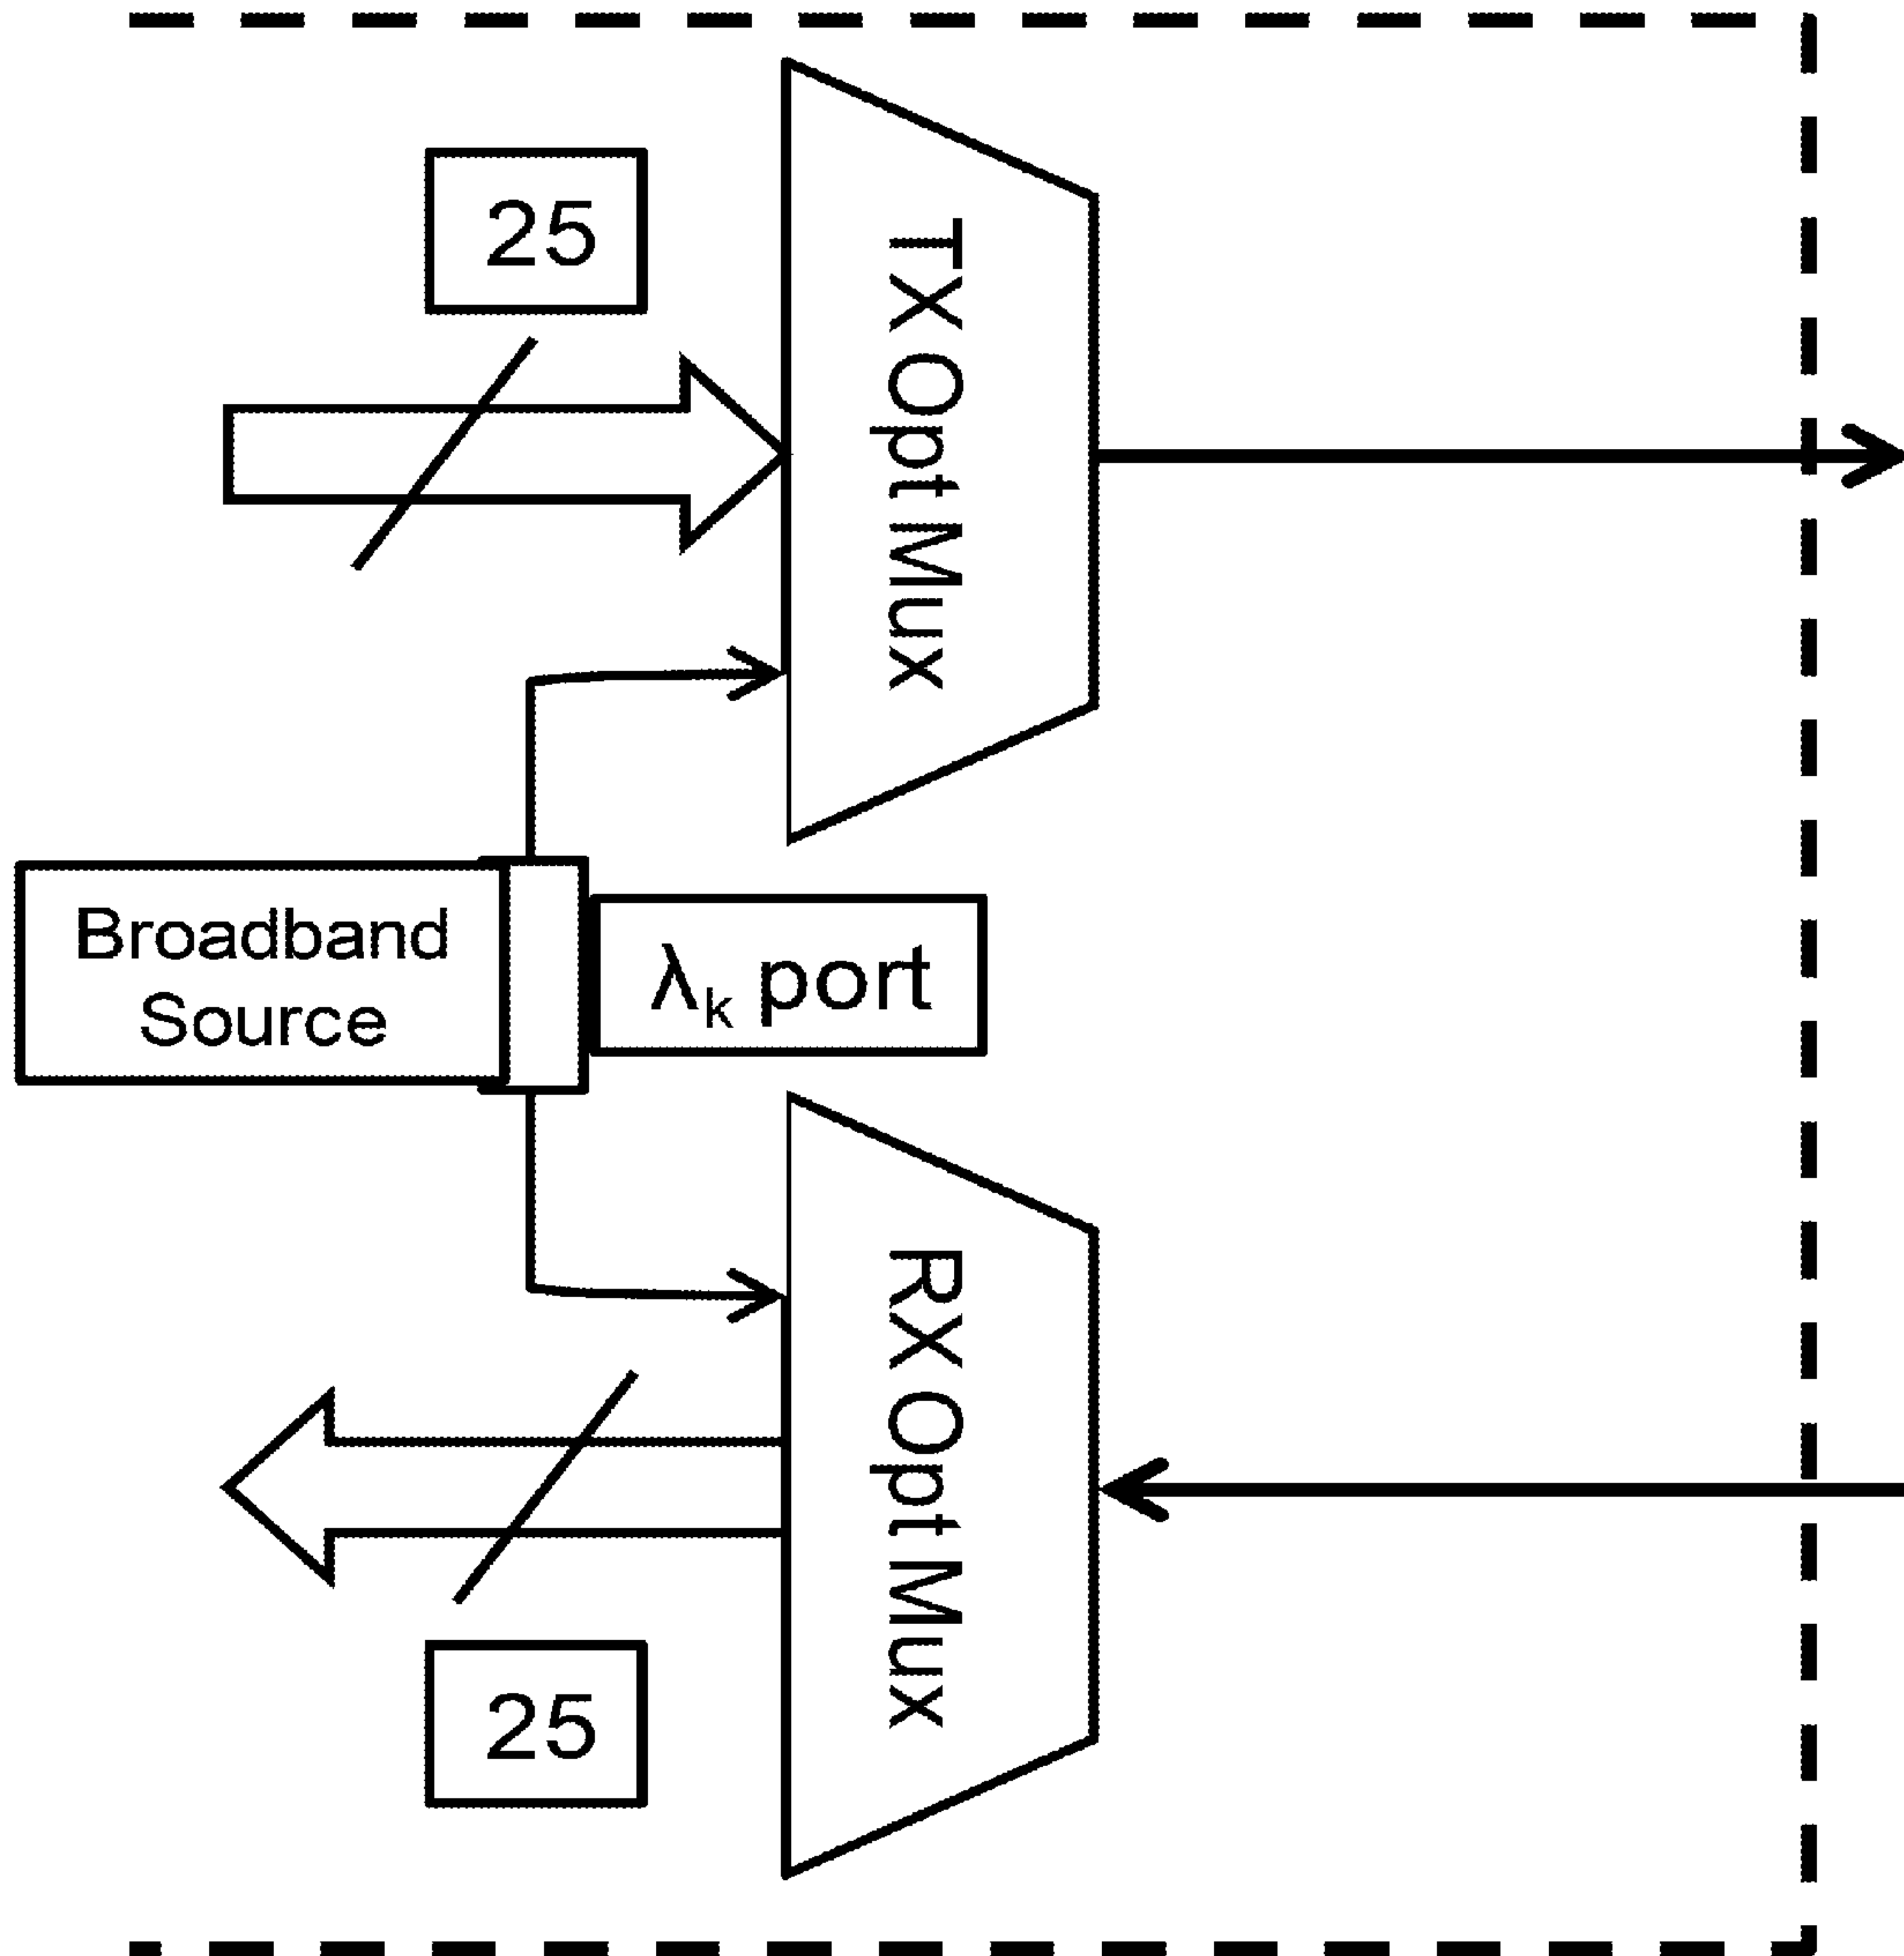 25
TX Opt Mux
Broadband
Source
λk port
RX Opt Mux
25